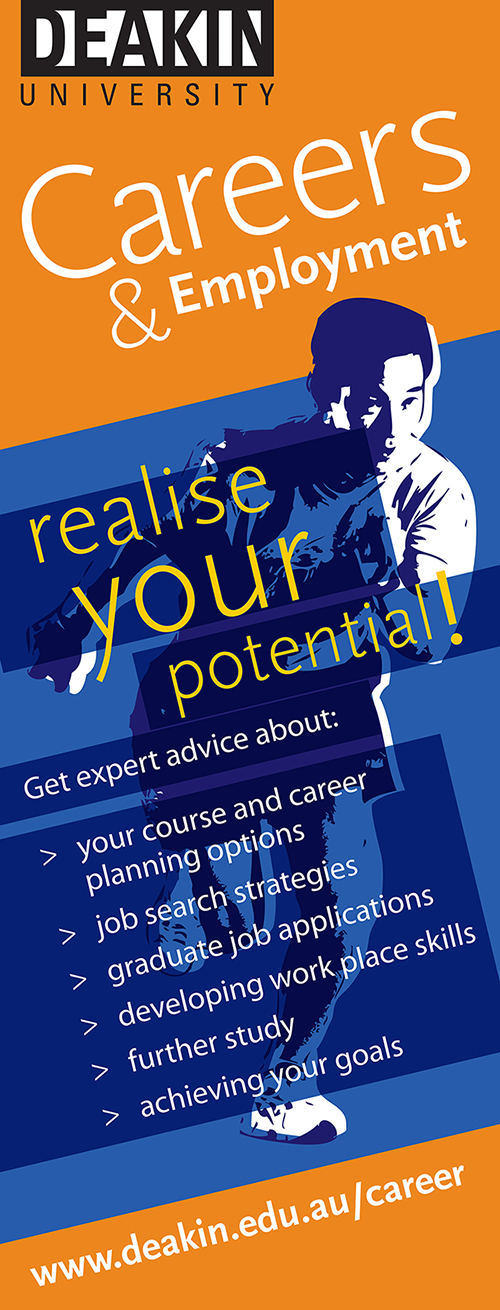 DEAKIN
UNIVERSITY
Careers
& Employment
realise
your
potential!
Get expert advice about:
> your course and career
planning options
> job search strategies
> graduate job applications
> developing work place skills
> further study
> achieving your goals
www.deakin.edu.au/career